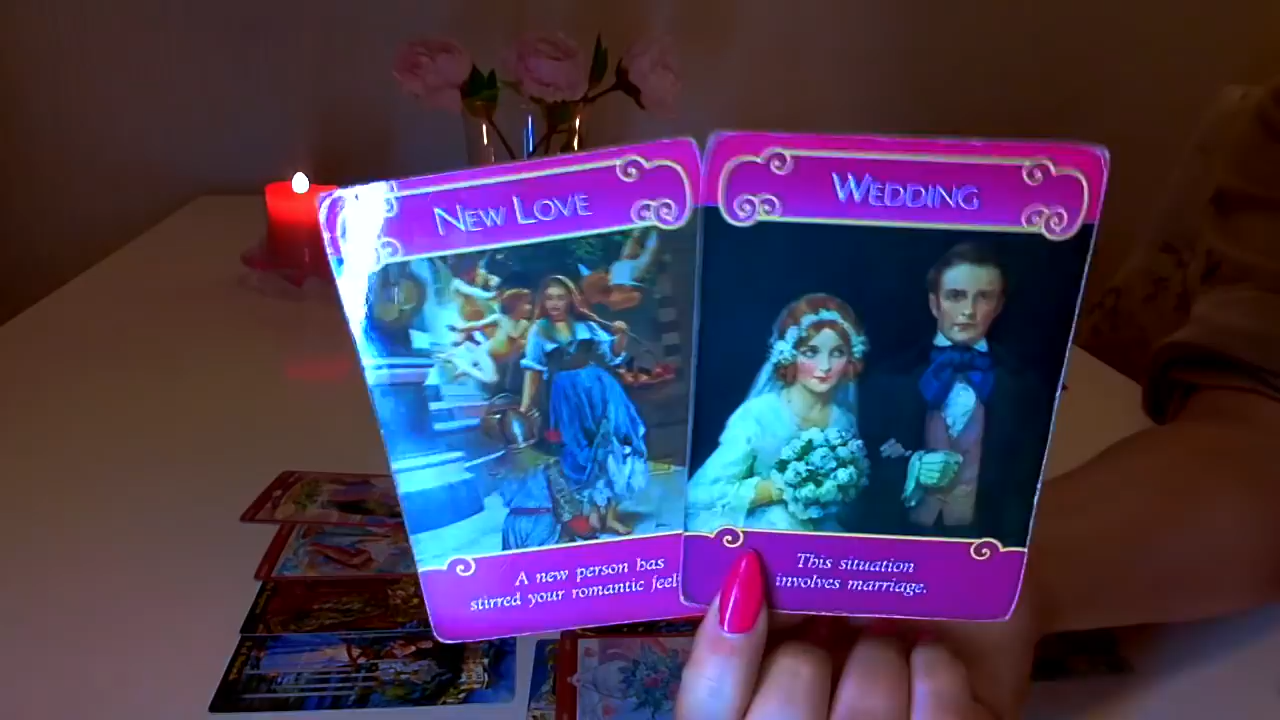 NEW LOVE
A new person has
stirred your romantic feel
WEDDING
This situation
involves marriage.